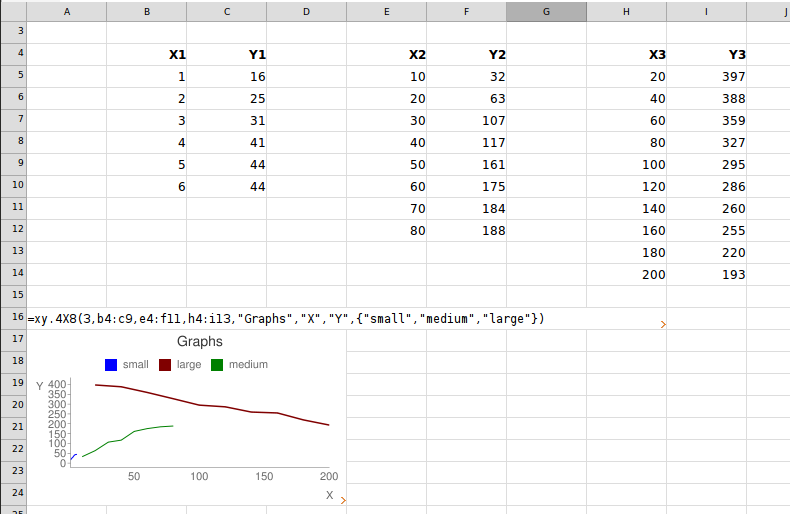 A B C D E F G H I J
3
4 X1 Y1 X2 Y2 X3 Y3
5 1 16 10 32 20 397
6 2 25 20 63 40 388
7 3 31 30 107 60 359
8 4 41 40 117 80 327
9 5 44 50 161 100 295
10 6 44 60 175 120 286
11 70 184 140 260
12 80 188 160 255
13 180 220
14 200 193
15
16 =xy.4X8(3,b4:c9,e4:f11,h4:i13,"Graphs","X","Y",{"small","medium","large"})
17 Graphs
18 small large medium
19 Y 400
350
20 300
250
21 200
150
22 100
50
23 0
50 100 150 200
24 X
25